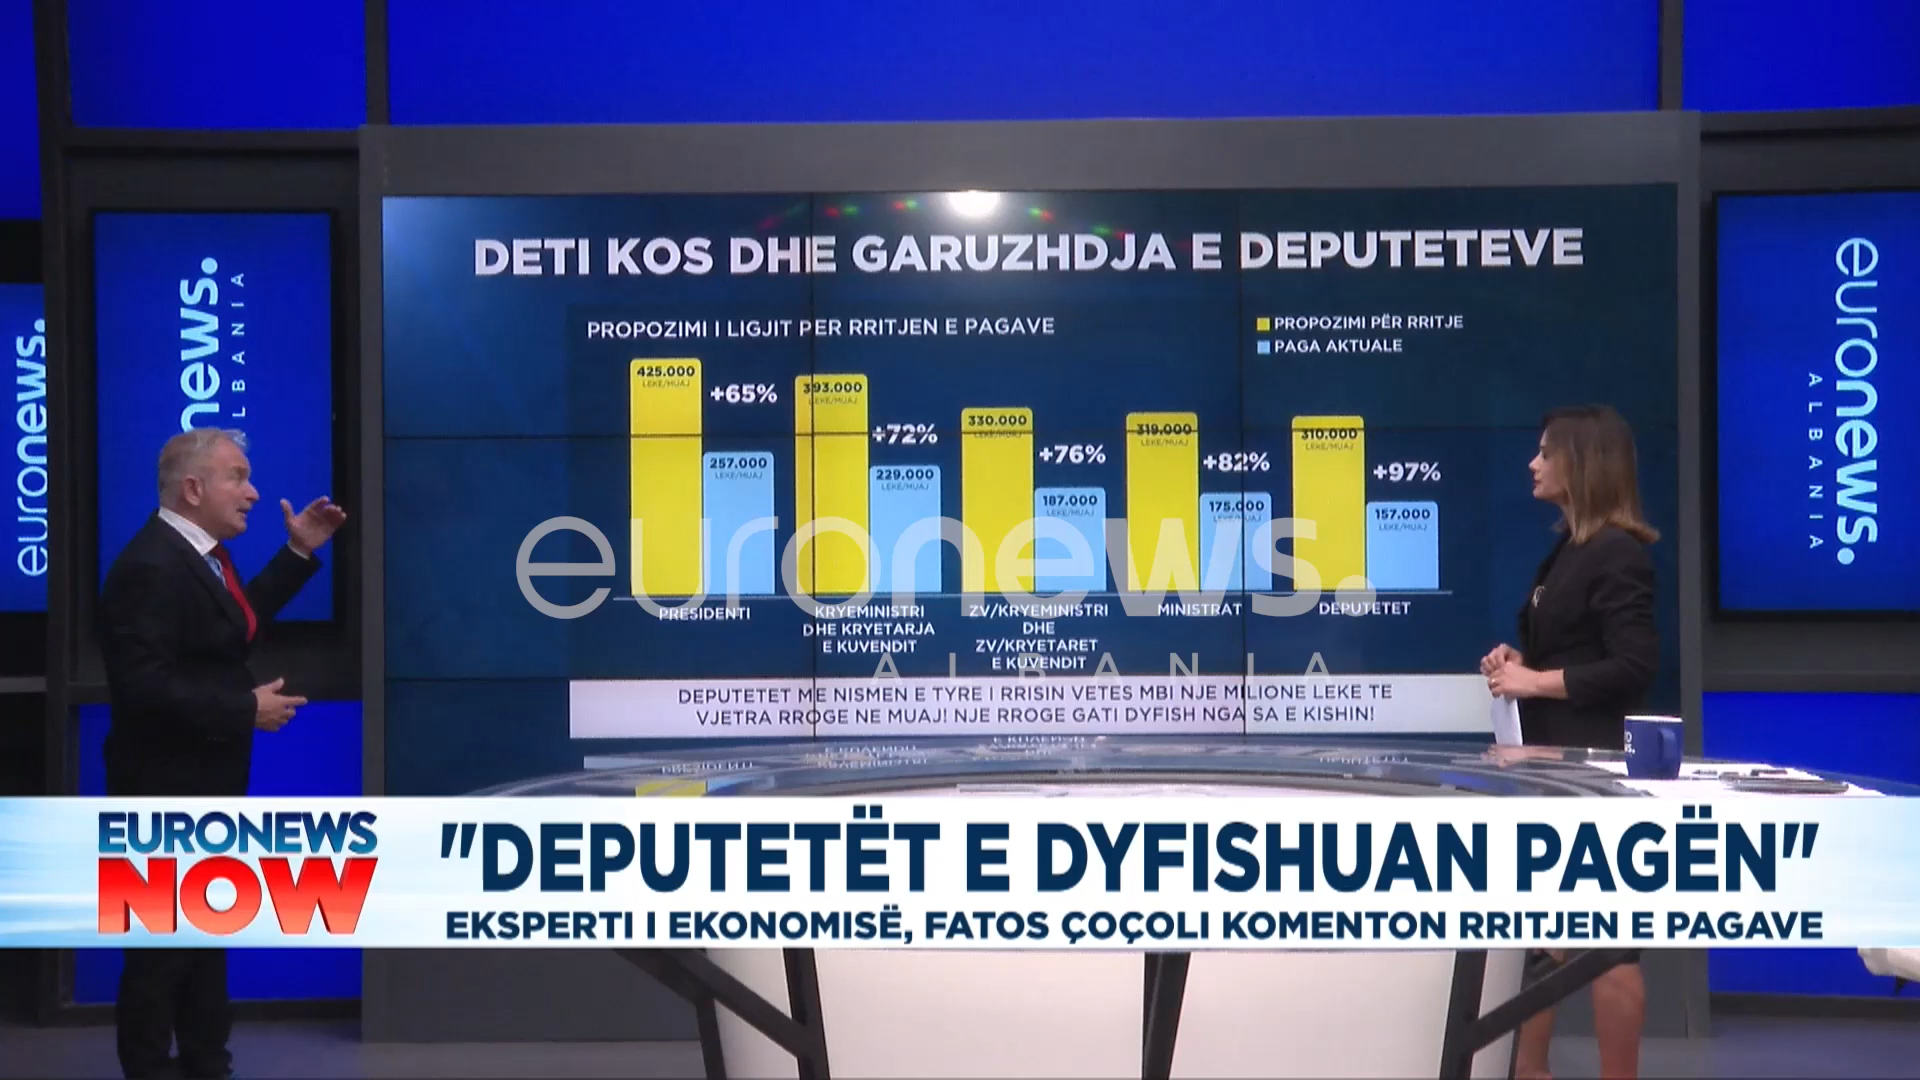 DETI KOS DHE GARUZHDJA E DEPUTETEVE
PROPOZIMI I LIGJIT PER RRITJEN E PAGAVE
PROPOZIMI PËR RRITJE
PAGA AKTUALE
425.000
LEKE/MUAJ
+65%
257.000
LEKE/MUAJ
393.000
LEKE/MUAJ
+72%
229.000
LEKE/MUAJ
330.000
LEKE/MUAJ
+76%
187.000
LEKE/MUAJ
319.000
LEKE/MUAJ
+82%
175.000
LEKE/MUAJ
310.000
LEKE/MUAJ
+97%
157.000
LEKE/MUAJ
PRESIDENTI
KRYEMINISTRI
DHE KRYETARJA
E KUVENDIT
ZV/KRYEMINISTRI
DHE
ZV/KRYETARET
E KUVENDIT
MINISTRAT
DEPUTETET
DEPUTETET ME NISMEN E TYRE I RRISIN VETES MBI NJE MILIONE LEKE TE
VJETRA RROGE NE MUAJ! NJE RROGE GATI DYFISH NGA SA E KISHIN!
euronews.
ALBANIA
euronews.
news.
ALBANIA
euronews.
ALBANIA
EURONEWS
NOW
"DEPUTETËT E DYFISHUAN PAGËN"
EKSPERTI I EKONOMISË, FATOS ÇOÇOLI KOMENTON RRITJEN E PAGAVE